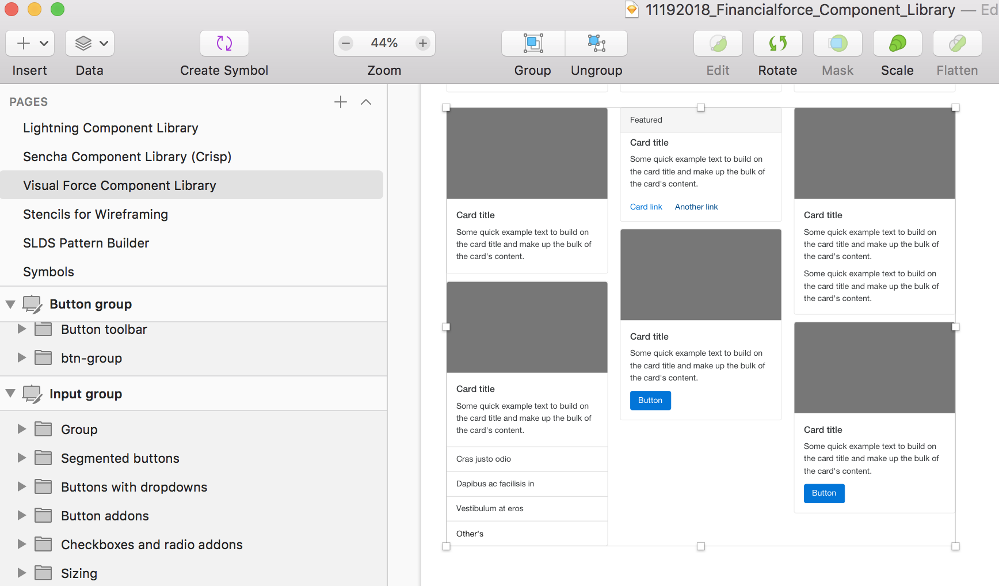 11192018_Financialforce_Component_Library — Ed
44%
Insert
Data
Create Symbol
Zoom
Group
Ungroup
Edit
Rotate
Mask
Scale
Flatten
PAGES
Lightning Component Library
Sencha Component Library (Crisp)
Visual Force Component Library
Stencils for Wireframing
SLDS Pattern Builder
Symbols
Button group
Button toolbar
btn-group
Input group
Group
Segmented buttons
Buttons with dropdowns
Button addons
Checkboxes and radio addons
Sizing
Card title
Some quick example text to build on
the card title and make up the bulk of
the card's content.
Card title
Some quick example text to build on
the card title and make up the bulk of
the card's content.
Cras justo odio
Dapibus ac facilisis in
Vestibulum at eros
Other's
Featured
Card title
Some quick example text to build on
the card title and make up the bulk of
the card's content.
Card link Another link
Card title
Some quick example text to build on
the card title and make up the bulk of
the card's content.
Button
Card title
Some quick example text to build on
the card title and make up the bulk of
the card's content.
Some quick example text to build on
the card title and make up the bulk of
the card's content.
Card title
Some quick example text to build on
the card title and make up the bulk of
the card's content.
Button